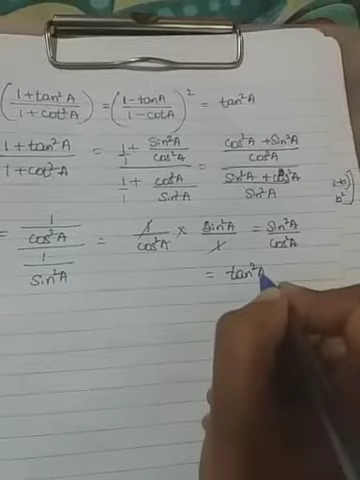 (1+tan²A / 1+cot²A) = (1-tanA / 1-cotA)² = tan²A
1+tan²A / 1+cot²A = (1/1 + sin²A/cos²A) / (1/1 + cos²A/sin²A) = (cos²A+sin²A / cos²A) / (sin²A+cos²A / sin²A)
= (1/cos²A) / (1/sin²A) = 1/cos²A × sin²A/1 = sin²A/cos²A
= tan²A